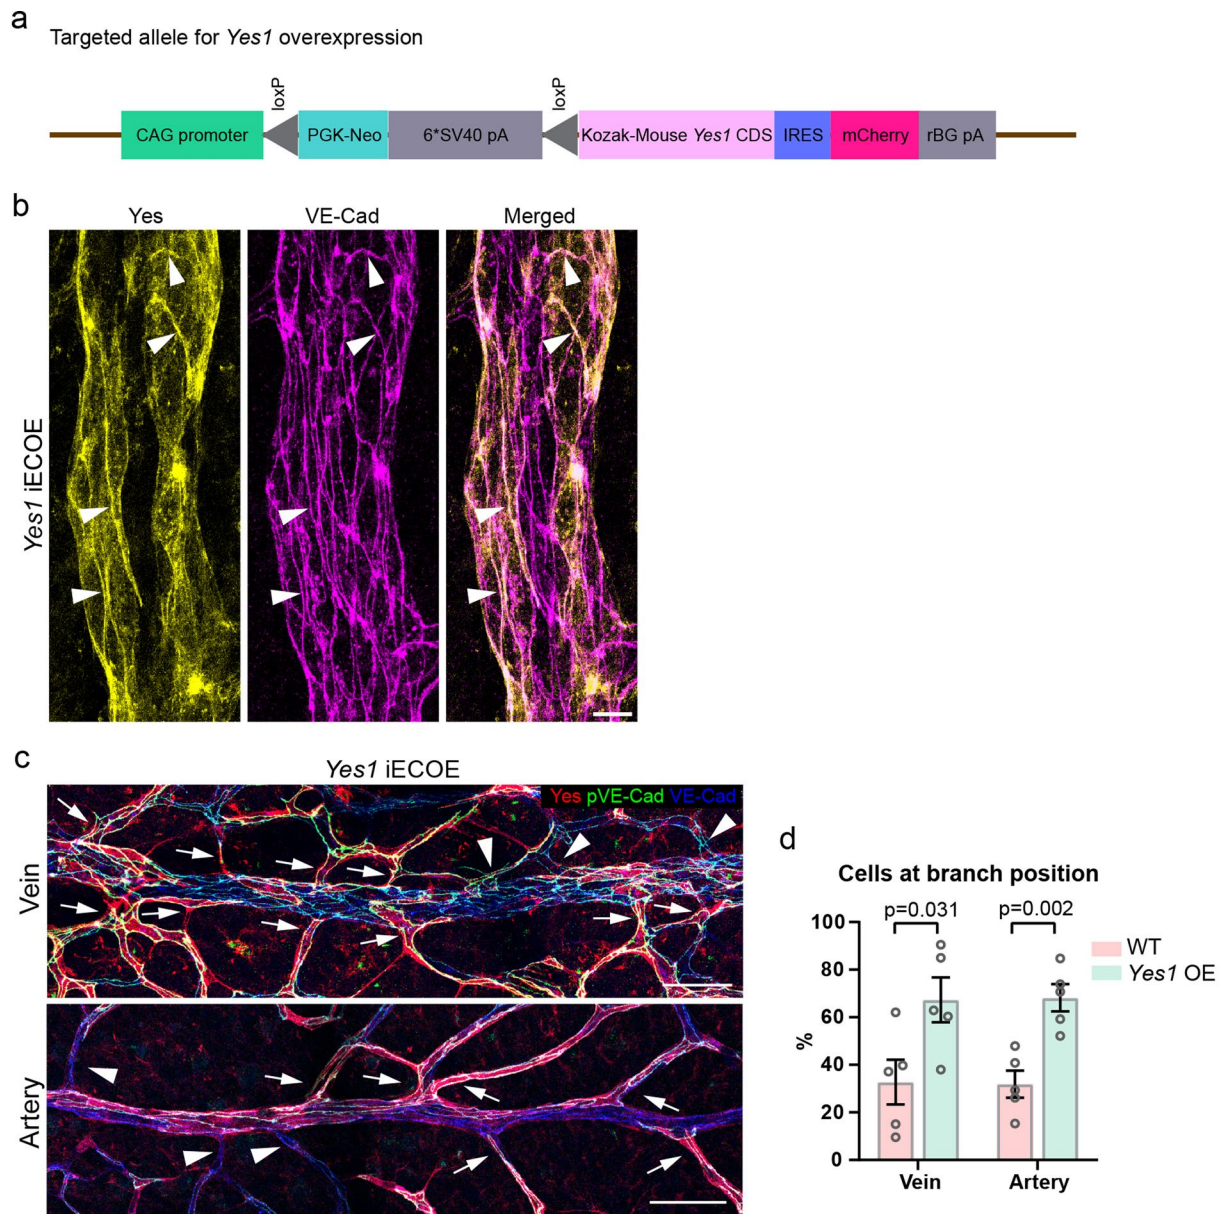 a
Targeted allele for Yes1 overexpression
loxP
loxP
CAG promoter
PGK-Neo
6*SV40 pA
Kozak-Mouse Yes1 CDS
IRES
mCherry
rBG pA
b
Yes
VE-Cad
Merged
Yes1 iECOE
c
Yes1 iECOE
Yes pVE-Cad VE-Cad
Vein
Artery
d
Cells at branch position
p=0.031
p=0.002
WT
Yes1 OE
%
100
80
60
40
20
0
Vein
Artery